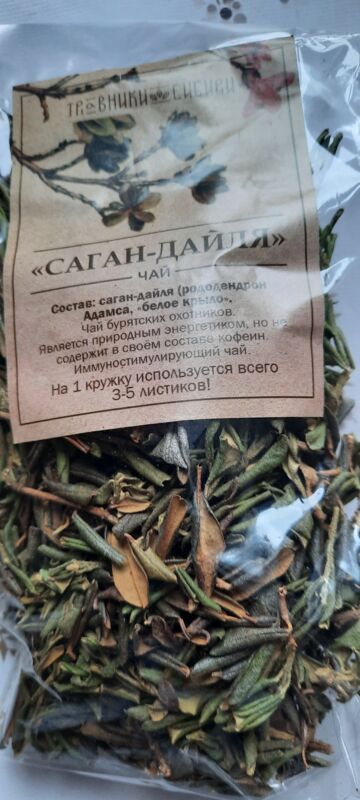 ТРАВНИКИ СИБИРИ
«САГАН-ДАЙЛЯ»
ЧАЙ
Состав: саган-дайля (рододендрон
Адамса, «белое крыло».
Чай бурятских охотников.
Является природным энергетиком, но не
содержит в своём составе кофеин.
Иммуностимулирующий чай.
На 1 кружку используется всего
3-5 листиков!